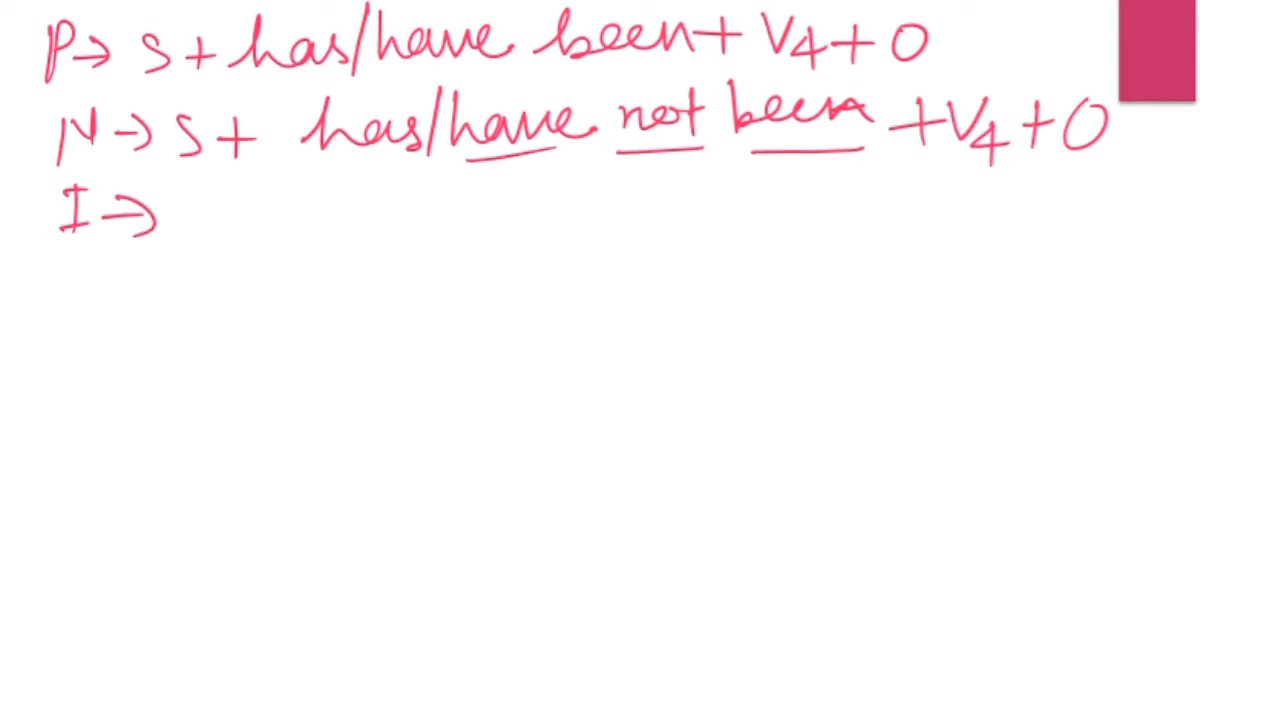 P→ S + has/have been + V4 + O
N → S + has/have not been + V4 + O
I →